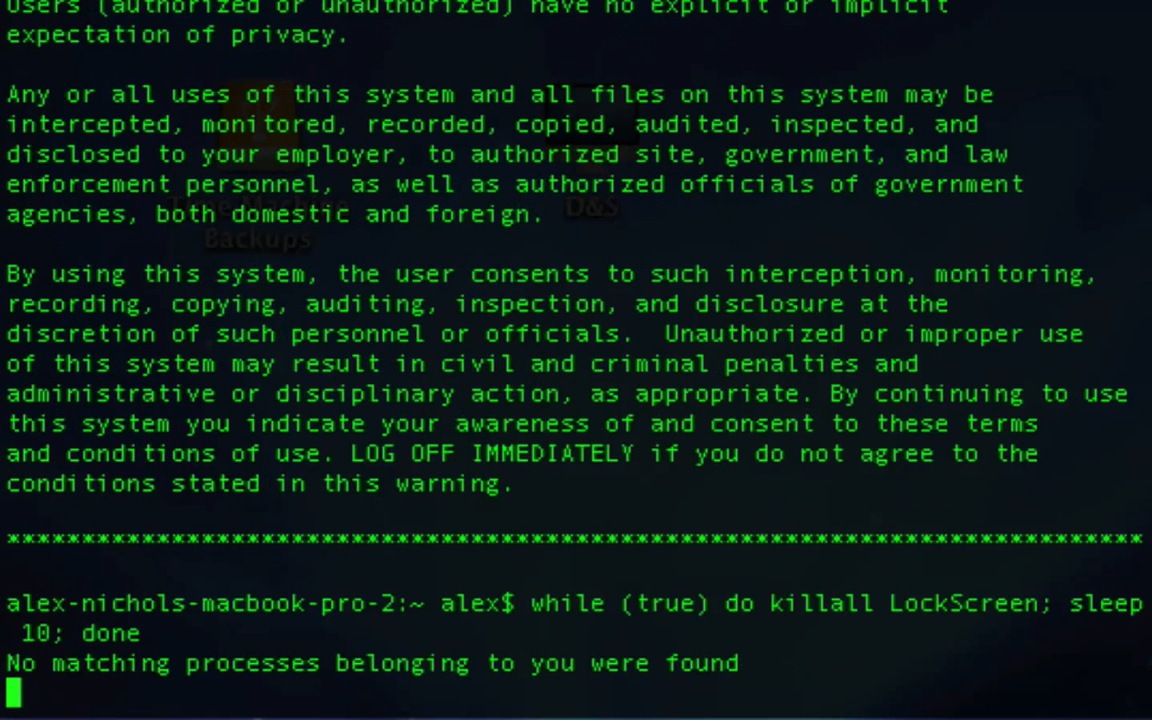 Users (authorized or unauthorized) have no explicit or implicit
expectation of privacy.
Any or all uses of this system and all files on this system may be
intercepted, monitored, recorded, copied, audited, inspected, and
disclosed to your employer, to authorized site, government, and law
enforcement personnel, as well as authorized officials of government
agencies, both domestic and foreign.
Time Machine
Backups
D&S
By using this system, the user consents to such interception, monitoring,
recording, copying, auditing, inspection, and disclosure at the
discretion of such personnel or officials.  Unauthorized or improper use
of this system may result in civil and criminal penalties and
administrative or disciplinary action, as appropriate. By continuing to use
this system you indicate your awareness of and consent to these terms
and conditions of use. LOG OFF IMMEDIATELY if you do not agree to the
conditions stated in this warning.
****************************************************************************
alex-nichols-macbook-pro-2:~ alex$ while (true) do killall LockScreen; sleep
10; done
No matching processes belonging to you were found